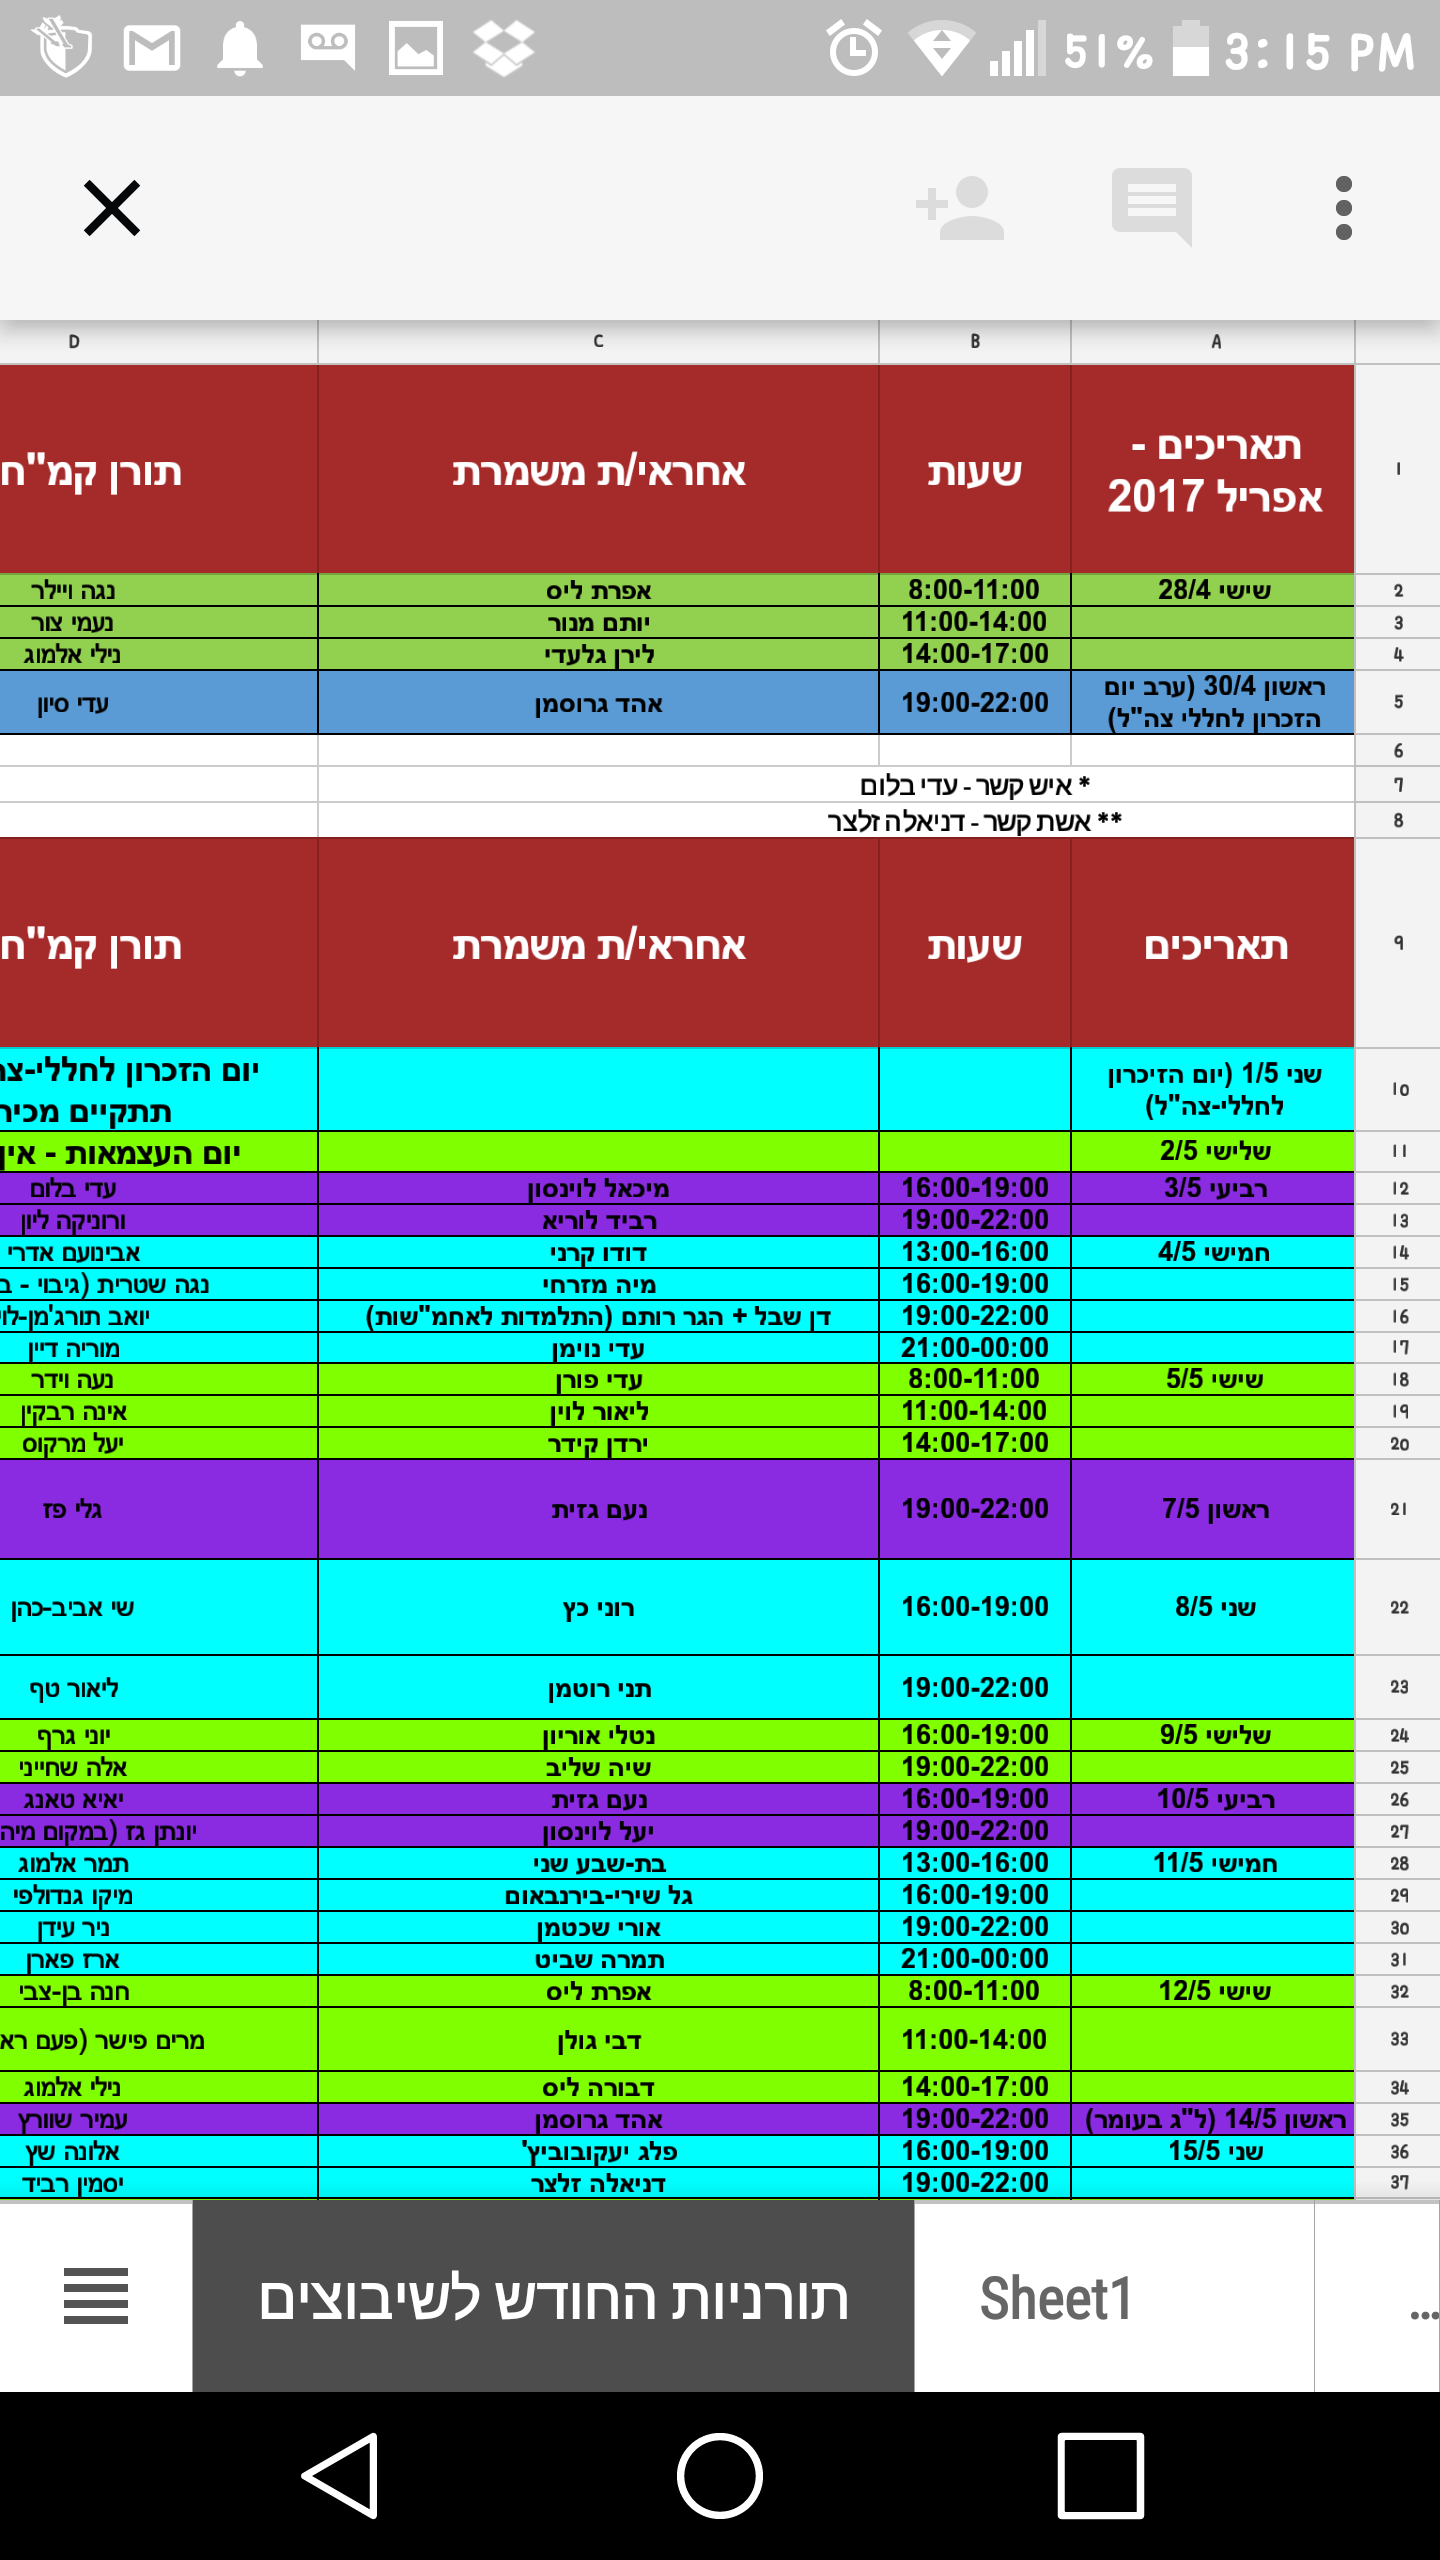 51% 3:15 PM
A B C D
1 תאריכים - שעות אחראי/ת משמרת תורן קמ"ח
אפריל 2017
2 שישי 28/4 8:00-11:00 אפרת ליס נגה ויילר
3 11:00-14:00 יותם מנור נעמי צור
4 14:00-17:00 לירן גלעדי נילי אלמוג
5 ראשון 30/4 (ערב יום 19:00-22:00 אהד גרוסמן עדי סיון
הזכרון לחללי צה"ל)
6
7 * איש קשר - עדי בלום
8 ** אשת קשר - דניאלה זלצר
9 תאריכים שעות אחראי/ת משמרת תורן קמ"ח
10 שני 1/5 (יום הזיכרון יום הזכרון לחללי-צה
לחללי-צה"ל) תתקיים מכיר
11 שלישי 2/5 יום העצמאות - אין
12 רביעי 3/5 16:00-19:00 מיכאל לוינסון עדי בלום
13 19:00-22:00 רביד לוריא ורוניקה ליון
14 חמישי 4/5 13:00-16:00 דודו קרני אבינועם אדרי
15 16:00-19:00 מיה מזרחי נגה שטרית (גיבוי - ב
16 19:00-22:00 דן שבל + הגר רותם (התלמדות לאחמ"שות) יואב תורג'מן-לוי
17 21:00-00:00 עדי נוימן מוריה דיין
18 שישי 5/5 8:00-11:00 עדי פורן נעה וידר
19 11:00-14:00 ליאור לוין אינה רבקין
20 14:00-17:00 ירדן קידר יעל מרקוס
21 ראשון 7/5 19:00-22:00 נעם גזית גלי פז
22 שני 8/5 16:00-19:00 רוני כץ שי אביב-כהן
23 19:00-22:00 תני רוטמן ליאור טף
24 שלישי 9/5 16:00-19:00 נטלי אוריון יוני גרף
25 19:00-22:00 שיה שליב אלה שחייני
26 רביעי 10/5 16:00-19:00 נעם גזית יאיא טאנג
27 19:00-22:00 יעל לוינסון יונתן גז (במקום מיה
28 חמישי 11/5 13:00-16:00 בת-שבע שני תמר אלמוג
29 16:00-19:00 גל שירי-בירנבאום מיקו גנדולפי
30 19:00-22:00 אורי שכטמן ניר עידן
31 21:00-00:00 תמרה שביט ארז פארן
32 שישי 12/5 8:00-11:00 אפרת ליס חנה בן-צבי
33 11:00-14:00 דבי גולן מרים פישר (פעם רא
34 14:00-17:00 דבורה ליס נילי אלמוג
35 ראשון 14/5 (ל"ג בעומר) 19:00-22:00 אהד גרוסמן עמיר שוורץ
36 שני 15/5 16:00-19:00 פלג יעקובוביץ' אלונה שץ
37 19:00-22:00 דניאלה זלצר יסמין רביד
... Sheet1 תורניות החודש לשיבוצים